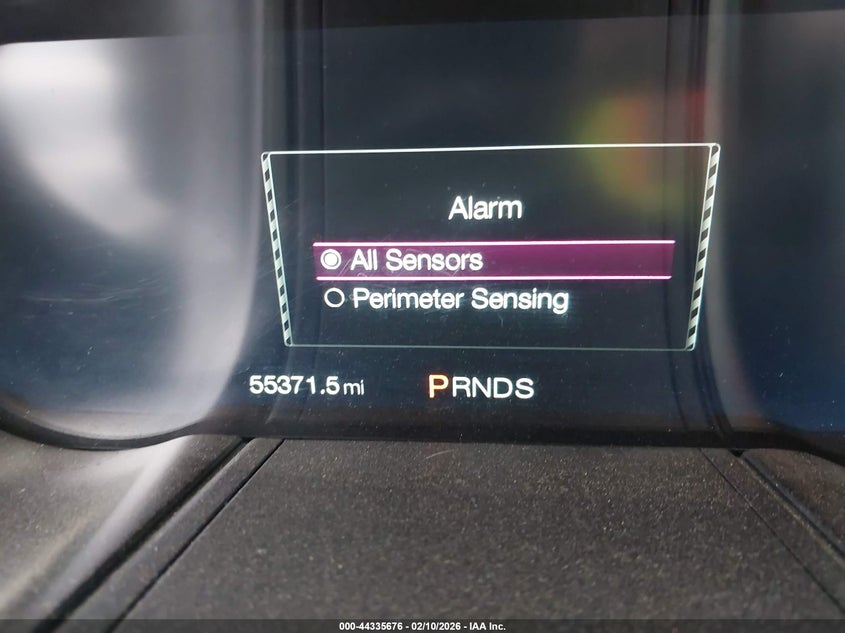 Alarm
All Sensors
Perimeter Sensing
55371.5 mi PRNDS
000-44335676 - 02/10/2026 - IAA Inc.